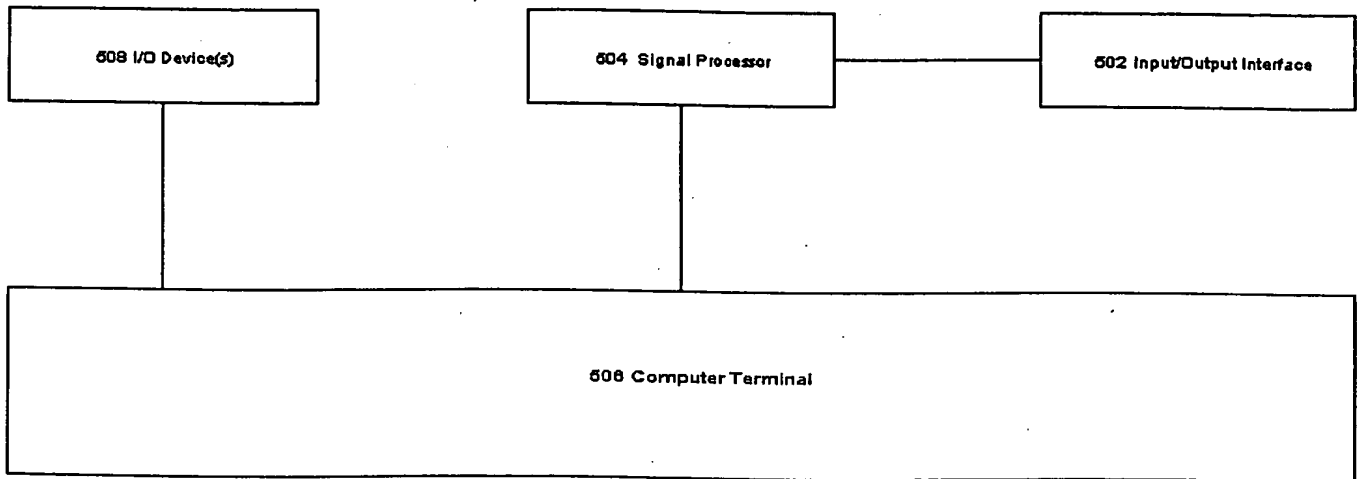 508 I/O Device(s)
504 Signal Processor
502 Input/Output Interface
506 Computer Terminal